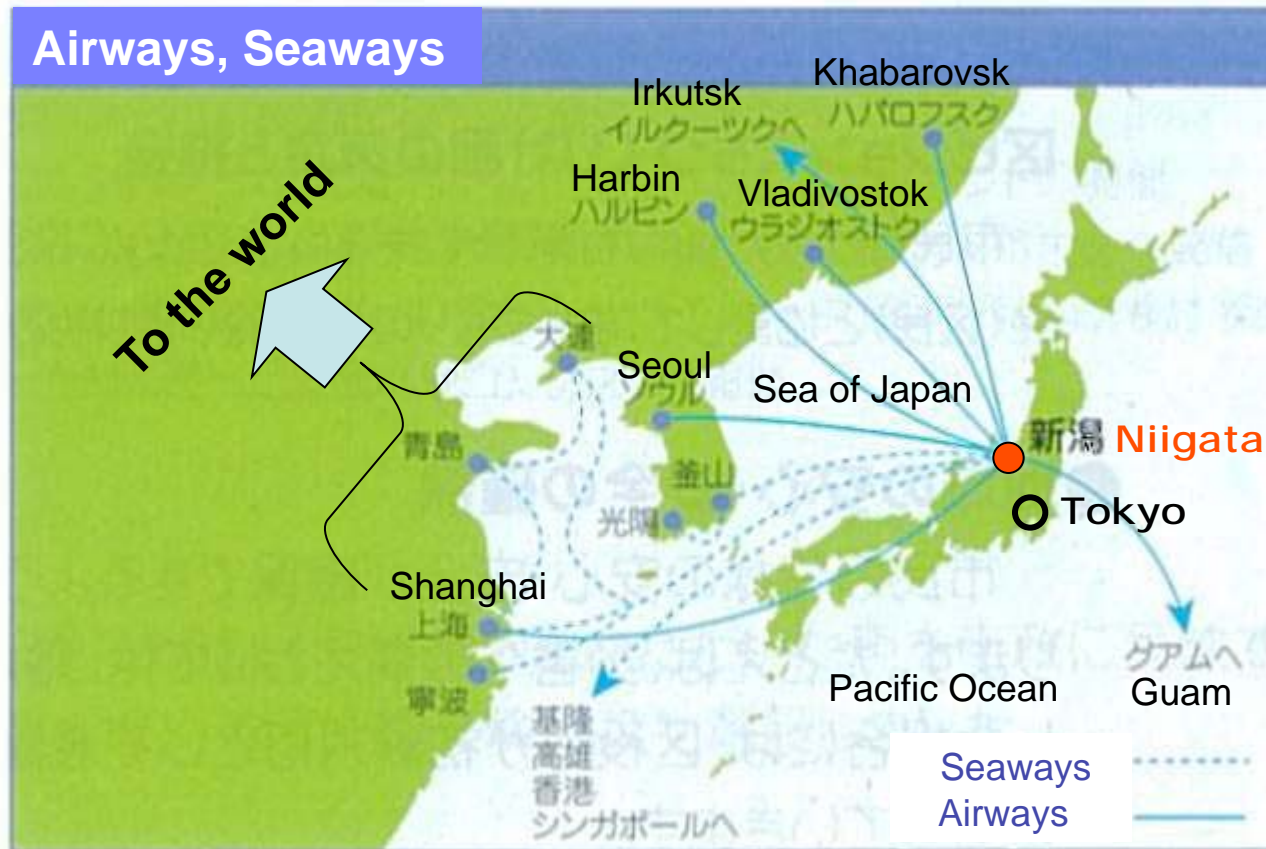 Airways, Seaways
Khabarovsk
ハバロフスク
Irkutsk
イルクーツクへ
Harbin
ハルビン
Vladivostok
ウラジオストク
To the world
大連
Seoul
ソウル
Sea of Japan
新潟 Niigata
青島
釜山
光陽
Tokyo
Shanghai
上海
寧波
グアムへ
Guam
Pacific Ocean
基隆
高雄
香港
シンガポールへ
Seaways
Airways